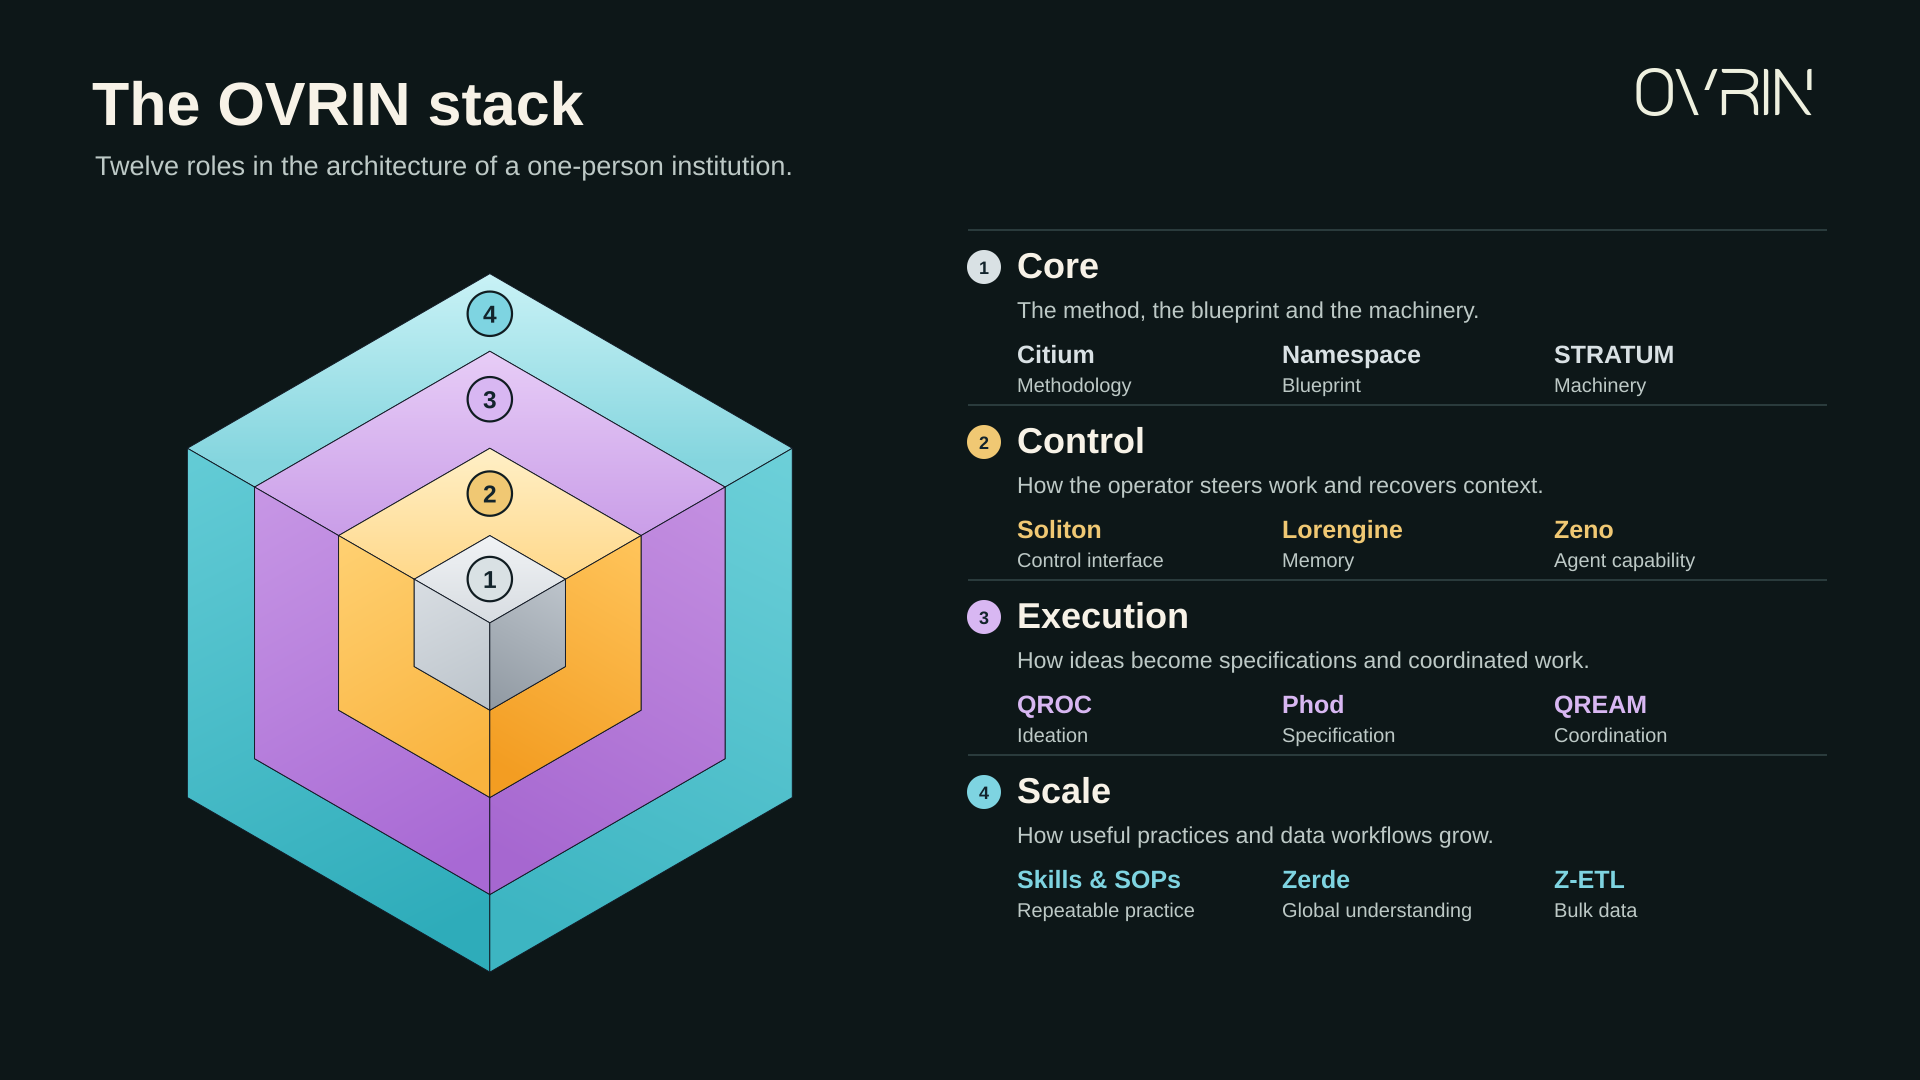 The OVRIN stack
OVRIN
Twelve roles in the architecture of a one-person institution.
4
3
2
1
1 Core
The method, the blueprint and the machinery.
Citium Namespace STRATUM
Methodology Blueprint Machinery
2 Control
How the operator steers work and recovers context.
Soliton Lorengine Zeno
Control interface Memory Agent capability
3 Execution
How ideas become specifications and coordinated work.
QROC Phod QREAM
Ideation Specification Coordination
4 Scale
How useful practices and data workflows grow.
Skills & SOPs Zerde Z-ETL
Repeatable practice Global understanding Bulk data